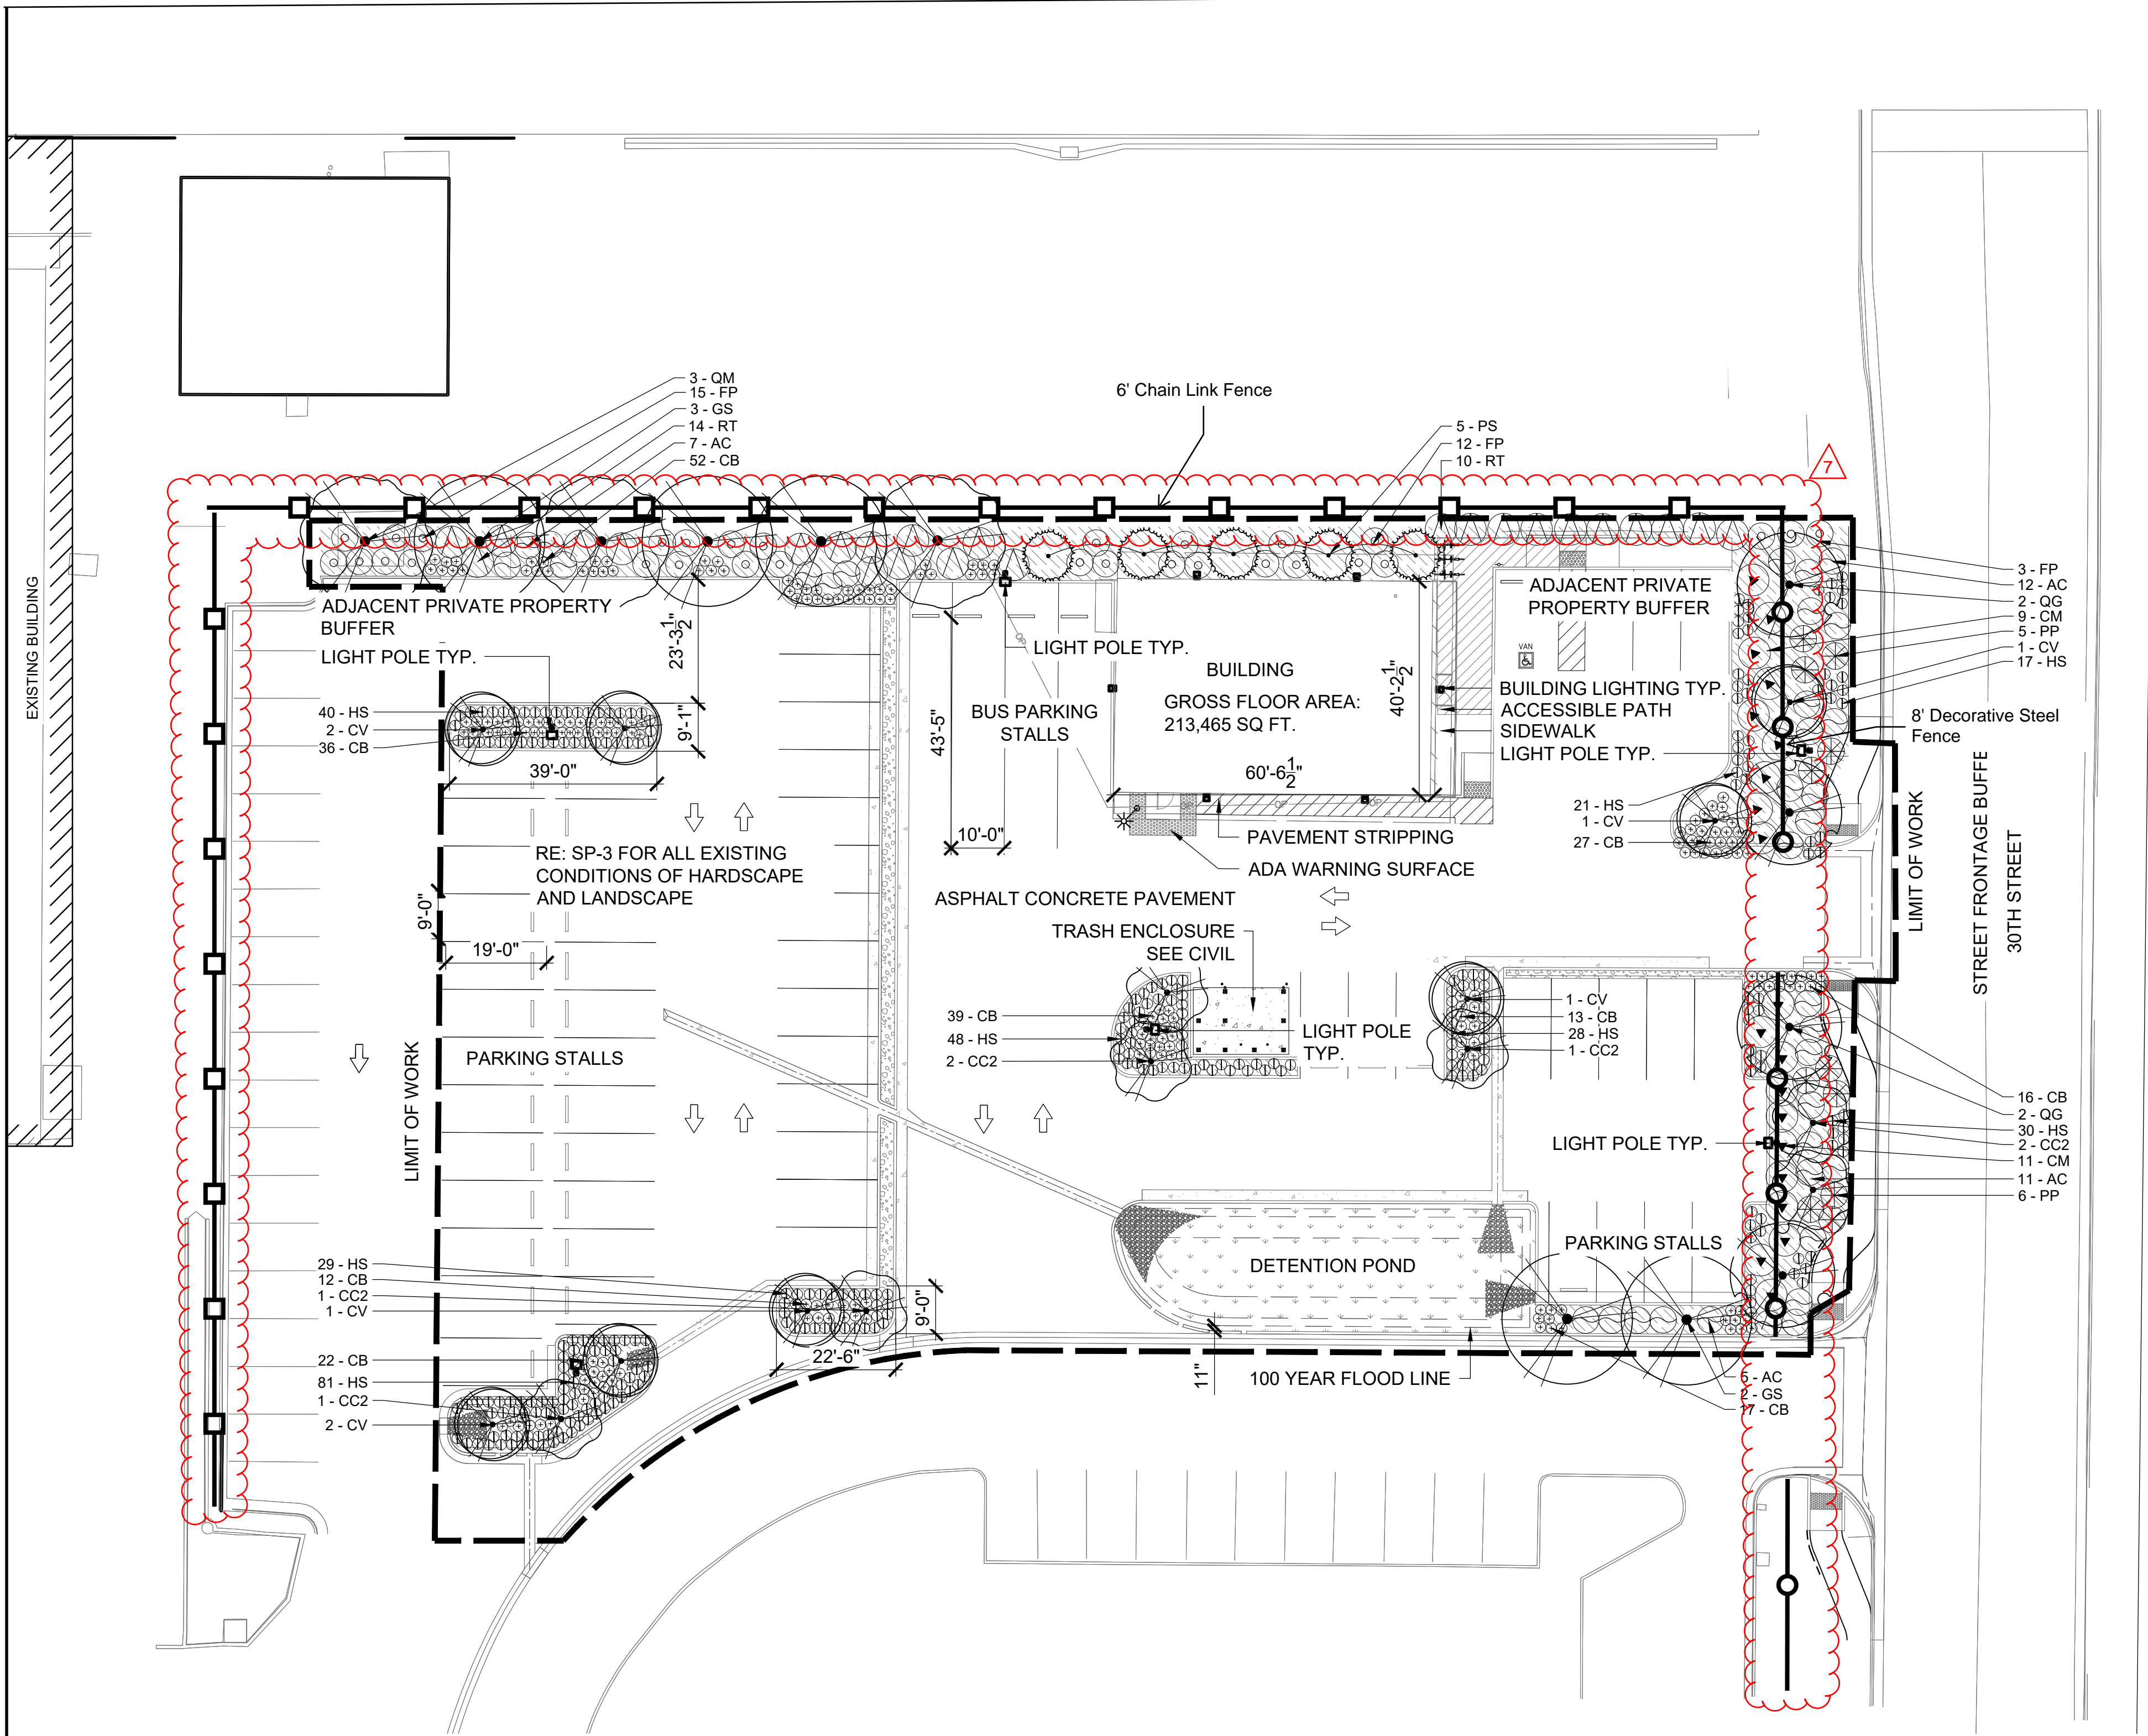 3 - QM
15 - FP
3 - GS
14 - RT
7 - AC
52 - CB
6' Chain Link Fence
5 - PS
12 - FP
10 - RT
7
EXISTING BUILDING
ADJACENT PRIVATE PROPERTY
BUFFER
LIGHT POLE TYP.
40 - HS
2 - CV
36 - CB
39'-0"
23'-3 1/2"
9'-1"
43'-5"
10'-0"
LIGHT POLE TYP.
BUS PARKING
STALLS
BUILDING
GROSS FLOOR AREA:
213,465 SQ FT.
40'-2 1/2"
60'-6 1/2"
ADJACENT PRIVATE
PROPERTY BUFFER
VAN
BUILDING LIGHTING TYP.
ACCESSIBLE PATH
SIDEWALK
LIGHT POLE TYP.
3 - FP
12 - AC
2 - QG
9 - CM
5 - PP
1 - CV
17 - HS
8' Decorative Steel
Fence
21 - HS
1 - CV
27 - CB
PAVEMENT STRIPPING
ADA WARNING SURFACE
RE: SP-3 FOR ALL EXISTING
CONDITIONS OF HARDSCAPE
AND LANDSCAPE
9'-0"
19'-0"
ASPHALT CONCRETE PAVEMENT
TRASH ENCLOSURE
SEE CIVIL
LIMIT OF WORK
STREET FRONTAGE BUFFE
30TH STREET
39 - CB
48 - HS
2 - CC2
LIGHT POLE
TYP.
1 - CV
13 - CB
28 - HS
1 - CC2
LIMIT OF WORK
PARKING STALLS
LIGHT POLE TYP.
16 - CB
2 - QG
30 - HS
2 - CC2
11 - CM
11 - AC
6 - PP
PARKING STALLS
DETENTION POND
29 - HS
12 - CB
1 - CC2
1 - CV
9'-0"
22'-6"
22 - CB
81 - HS
1 - CC2
2 - CV
11"
100 YEAR FLOOD LINE
5 - AC
2 - GS
17 - CB